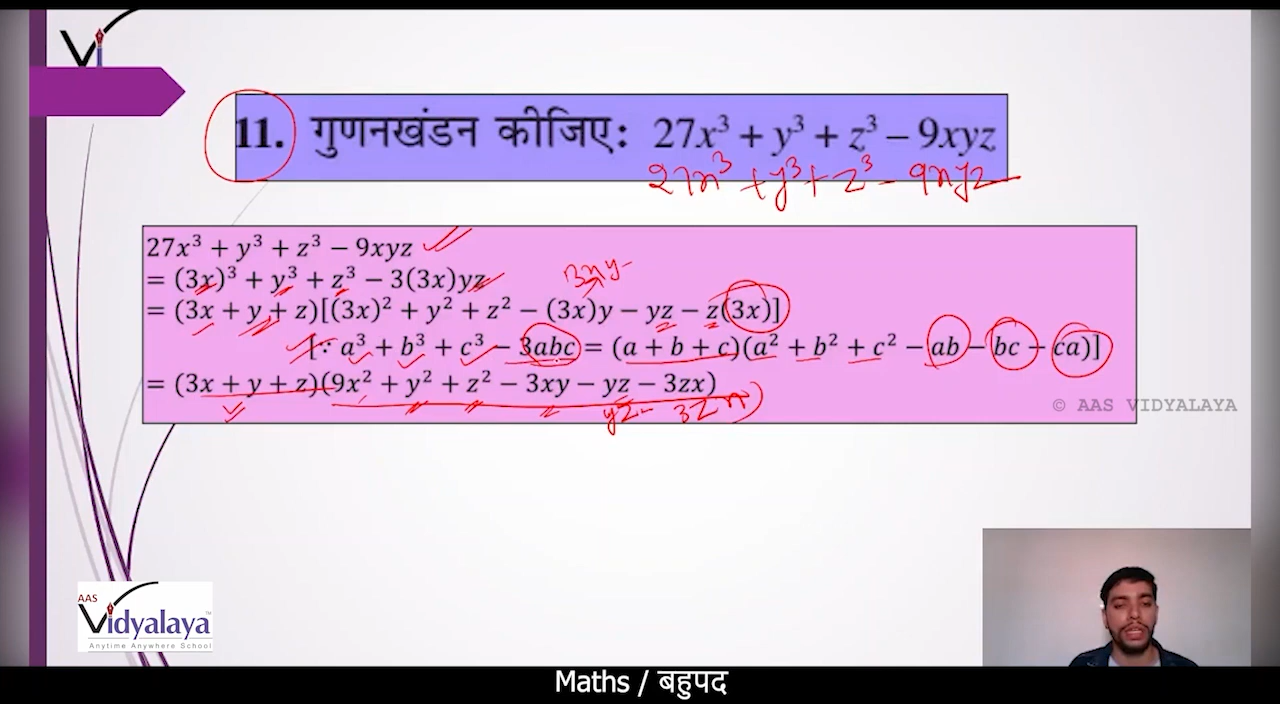 11. गुणनखंडन कीजिए: 27x³ + y³ + z³ − 9xyz
27x³ + y³ + z³ − 9xyz
27x³ + y³ + z³ − 9xyz
= (3x)³ + y³ + z³ − 3(3x)yz
3xy-
= (3x + y + z)[(3x)² + y² + z² − (3x)y − yz − z(3x)]
[∵ a³ + b³ + c³ − 3abc = (a + b + c)(a² + b² + c² − ab − bc − ca)]
= (3x + y + z)(9x² + y² + z² − 3xy − yz − 3zx)
yz- 3zx)
© AAS VIDYALAYA
AAS
Vidyalaya™
Anytime Anywhere School
Maths / बहुपद